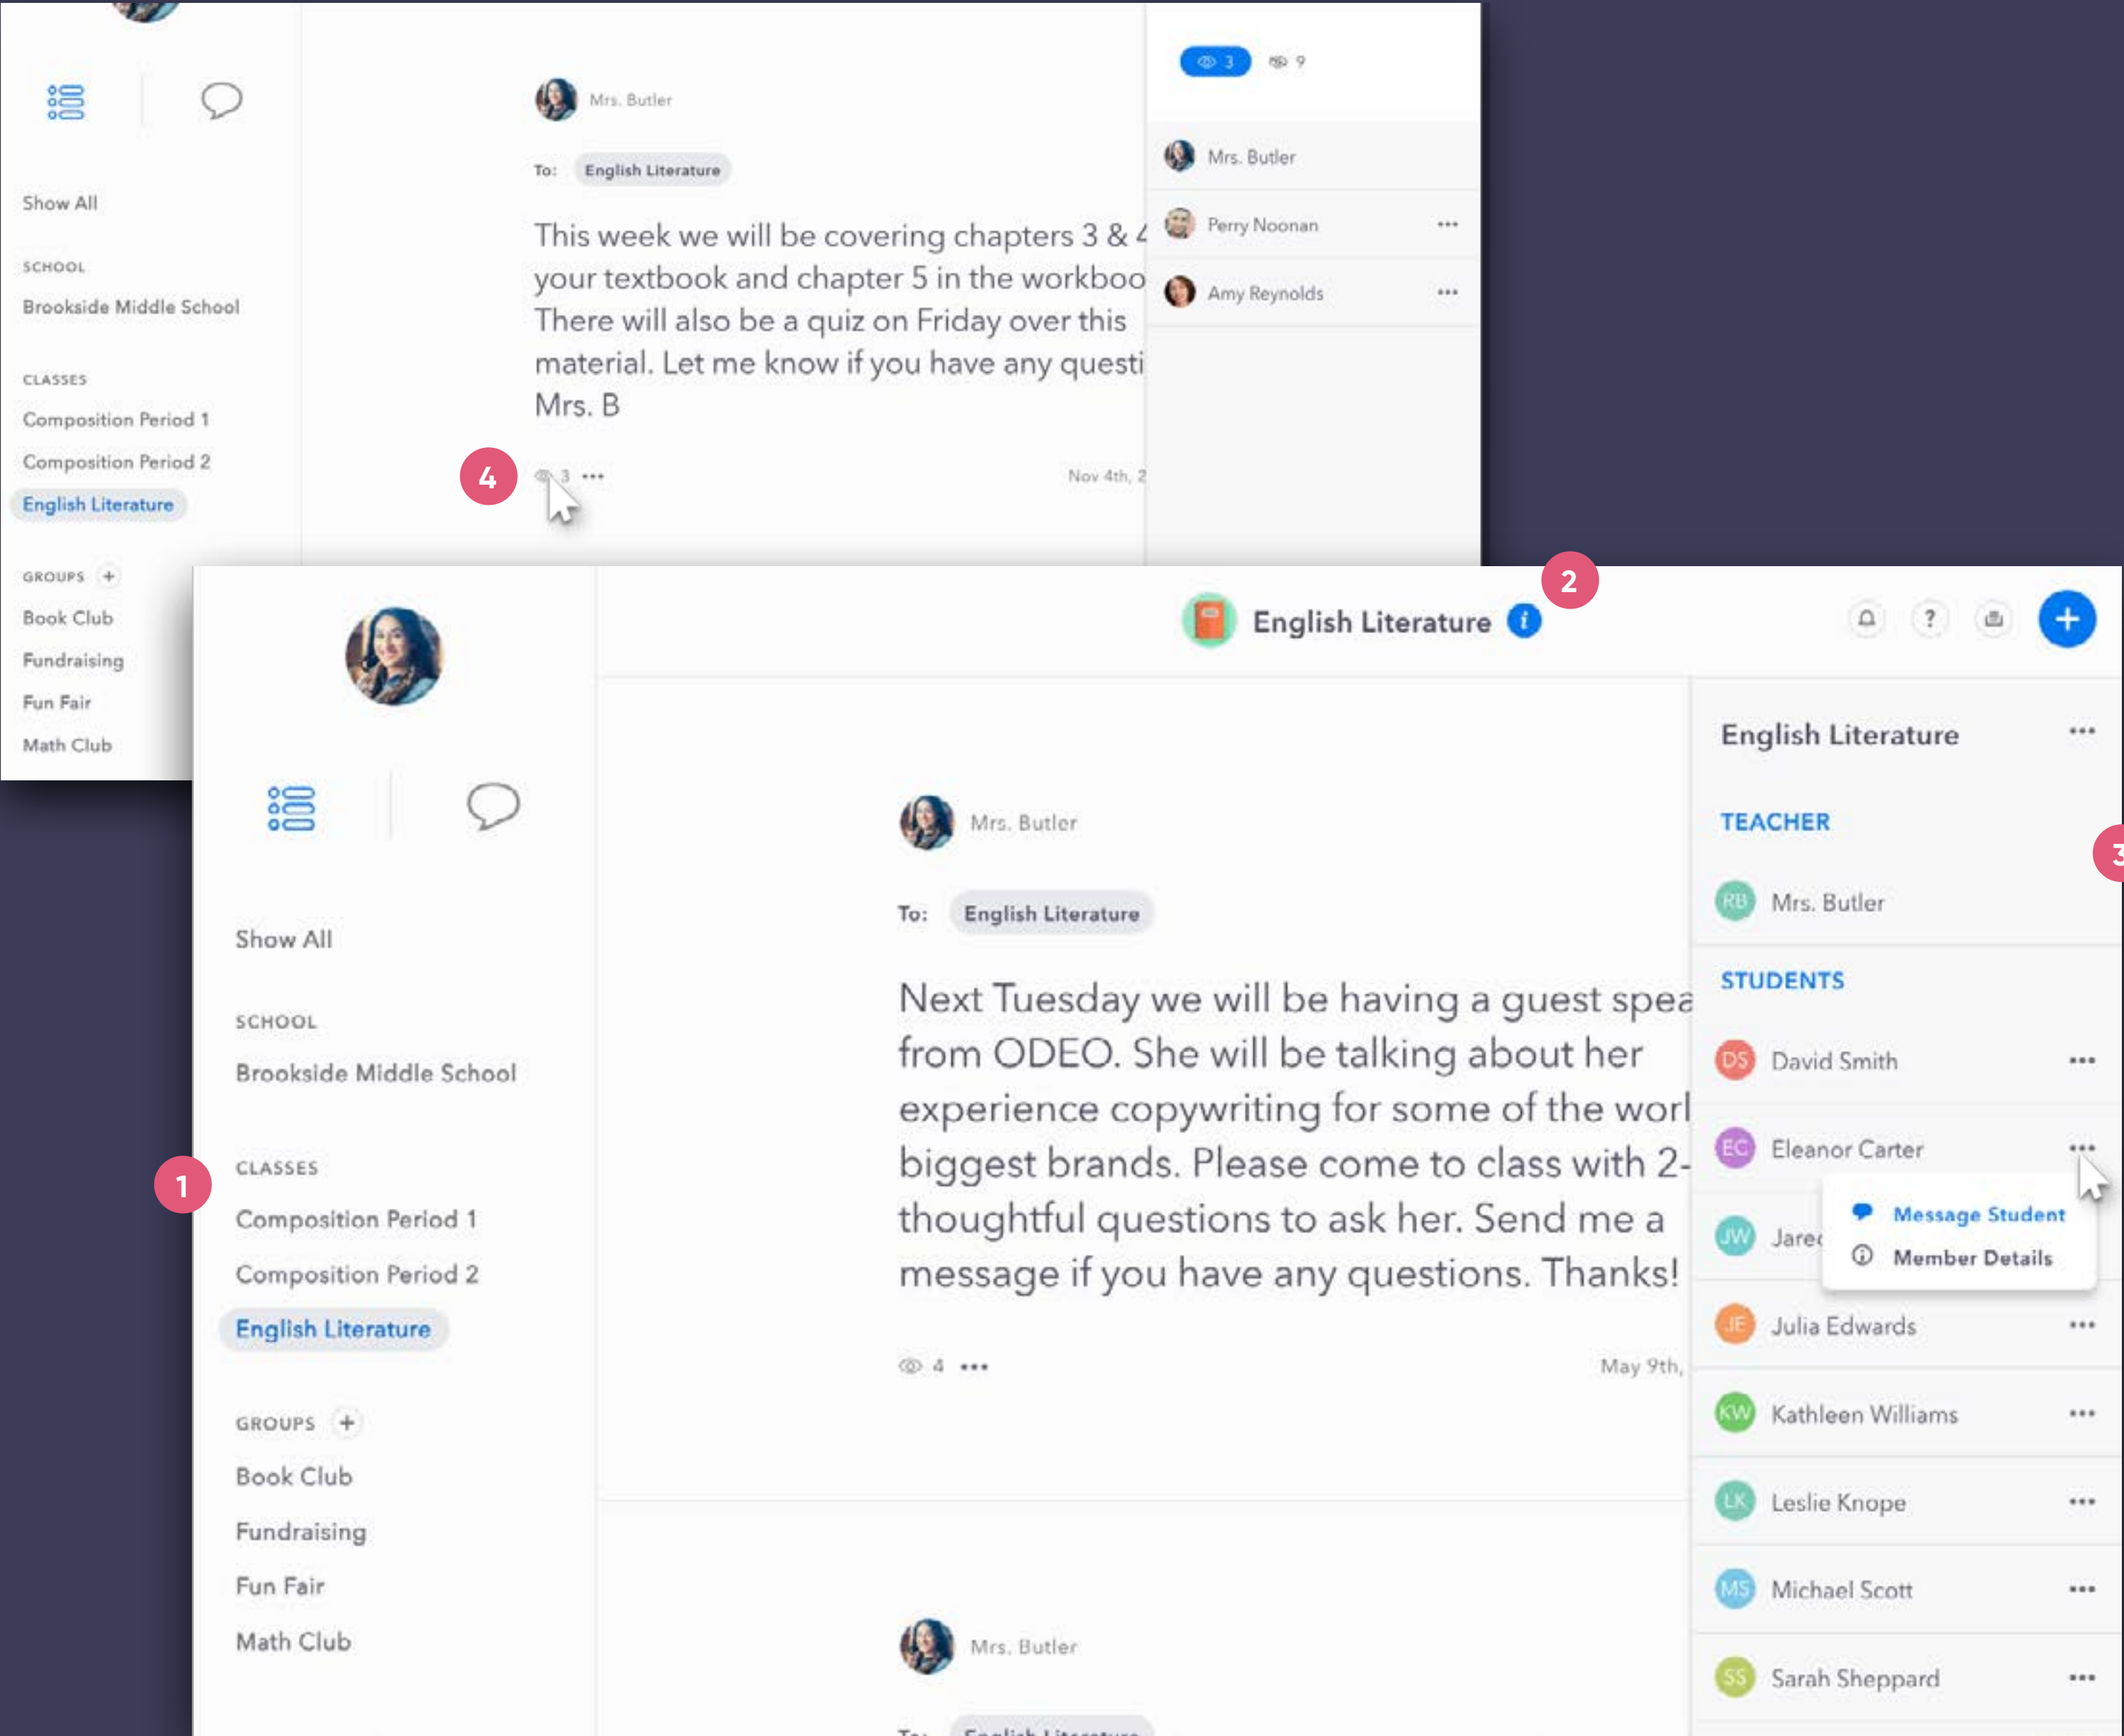 Show All
SCHOOL
Brookside Middle School
CLASSES
Composition Period 1
Composition Period 2
English Literature
GROUPS +
Book Club
Fundraising
Fun Fair
Math Club
Mrs. Butler
To: English Literature
This week we will be covering chapters 3 & 4
your textbook and chapter 5 in the workboo
There will also be a quiz on Friday over this
material. Let me know if you have any questi
Mrs. B
4
3 •••
Nov 4th, 2
3 9
Mrs. Butler
Perry Noonan •••
Amy Reynolds •••
English Literature i
2
? +
Show All
SCHOOL
Brookside Middle School
1
CLASSES
Composition Period 1
Composition Period 2
English Literature
GROUPS +
Book Club
Fundraising
Fun Fair
Math Club
Mrs. Butler
To: English Literature
Next Tuesday we will be having a guest spea
from ODEO. She will be talking about her
experience copywriting for some of the worl
biggest brands. Please come to class with 2-
thoughtful questions to ask her. Send me a
message if you have any questions. Thanks!
4 •••
May 9th,
Mrs. Butler
English Literature •••
TEACHER
3
RB Mrs. Butler
STUDENTS
DS David Smith •••
EC Eleanor Carter •••
Message Student
Member Details
JW
JE Julia Edwards •••
KW Kathleen Williams •••
LK Leslie Knope •••
MS Michael Scott •••
SS Sarah Sheppard •••